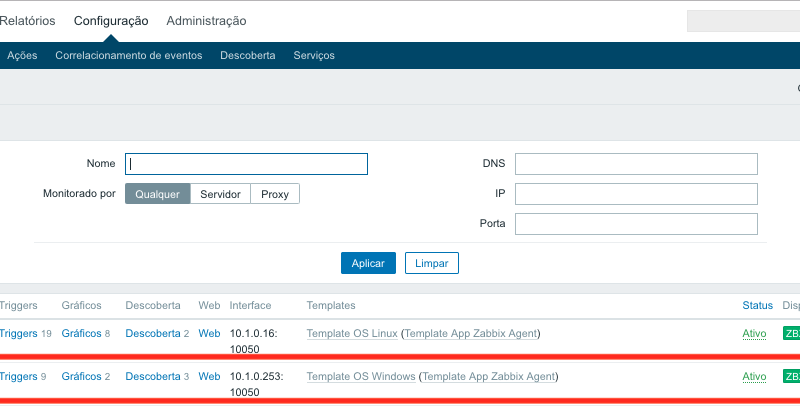 Relatórios Configuração Administração
Ações Correlacionamento de eventos Descoberta Serviços
Nome DNS
Monitorado por Qualquer Servidor Proxy IP
Porta
Aplicar Limpar
Triggers Gráficos Descoberta Web Interface Templates Status
Triggers 19 Gráficos 8 Descoberta 2 Web 10.1.0.16: Template OS Linux (Template App Zabbix Agent) Ativo
10050
Triggers 9 Gráficos 2 Descoberta 3 Web 10.1.0.253: Template OS Windows (Template App Zabbix Agent) Ativo
10050